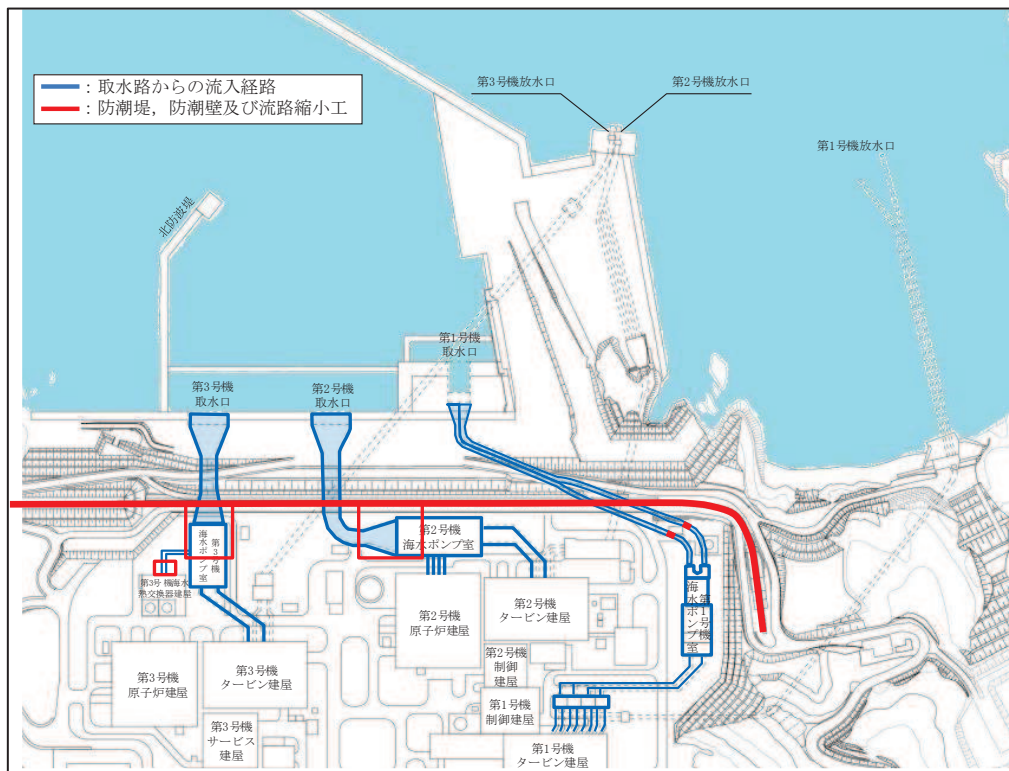 ：取水路からの流入経路
：防潮堤，防潮壁及び流路縮小工
第3号機放水口
第2号機放水口
第1号機放水口
北防波堤
第1号機
取水口
第3号機
取水口
第2号機
取水口
第3号機
海水ポンプ室
第2号機
海水ポンプ室
第1号機
海水ポンプ室
第3号機海水
熱交換器建屋
第2号機
原子炉建屋
第2号機
タービン建屋
第2号機
制御
建屋
第3号機
原子炉建屋
第3号機
タービン建屋
第1号機
制御建屋
第3号機
サービス
建屋
第1号機
タービン建屋